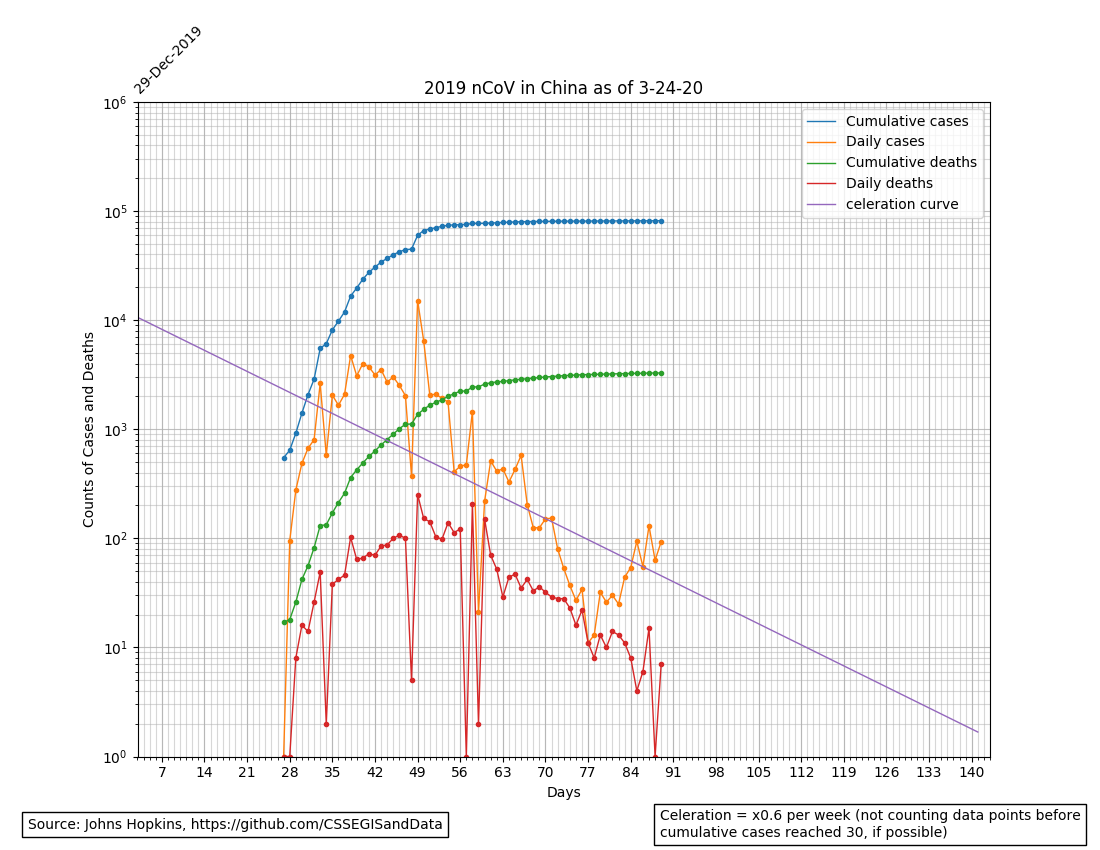 29-Dec-2019
2019 nCoV in China as of 3-24-20
10^6
10^5
10^4
10^3
10^2
10^1
10^0
Counts of Cases and Deaths
Cumulative cases
Daily cases
Cumulative deaths
Daily deaths
celeration curve
7 14 21 28 35 42 49 56 63 70 77 84 91 98 105 112 119 126 133 140
Days
Source: Johns Hopkins, https://github.com/CSSEGISandData
Celeration = x0.6 per week (not counting data points before
cumulative cases reached 30, if possible)